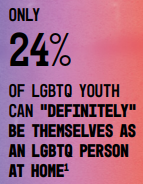 ONLY
24%
OF LGBTQ YOUTH
CAN "DEFINITELY"
BE THEMSELVES AS
AN LGBTQ PERSON
AT HOME¹